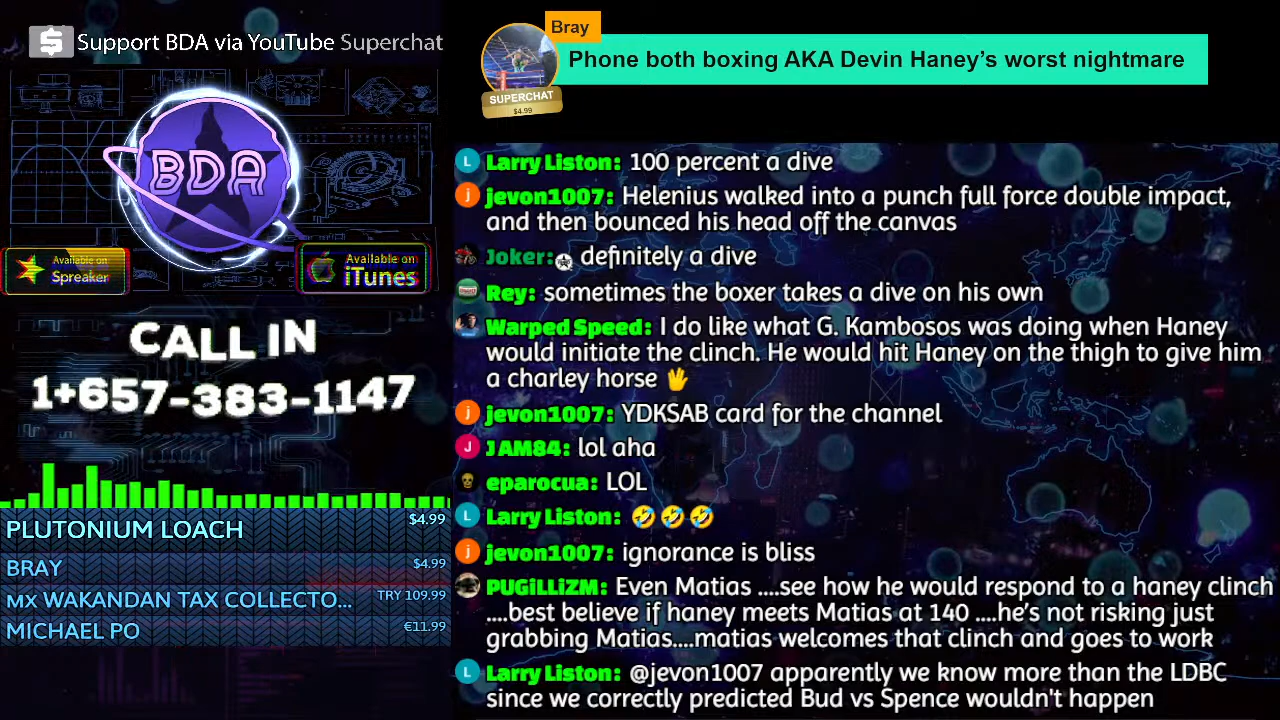 Support BDA via YouTube Superchat
BDA
Available on
Spreaker
Available on
iTunes
CALL IN
1+657-383-1147
PLUTONIUM LOACH $4.99
BRAY $4.99
MX WAKANDAN TAX COLLECTO... TRY 109.99
MICHAEL PO €11.99
Bray
Phone both boxing AKA Devin Haney’s worst nightmare
SUPERCHAT
$4.99
L Larry Liston: 100 percent a dive
j jevon1007: Helenius walked into a punch full force double impact,
and then bounced his head off the canvas
Joker: definitely a dive
Rey: sometimes the boxer takes a dive on his own
Warped Speed: I do like what G. Kambosos was doing when Haney
would initiate the clinch. He would hit Haney on the thigh to give him
a charley horse 🖖
j jevon1007: YDKSAB card for the channel
J JAM84: lol aha
eparocua: LOL
L Larry Liston: 🤣🤣🤣
j jevon1007: ignorance is bliss
PUGiLLiZM: Even Matias ....see how he would respond to a haney clinch
....best believe if haney meets Matias at 140 ....he’s not risking just
grabbing Matias....matias welcomes that clinch and goes to work
L Larry Liston: @jevon1007 apparently we know more than the LDBC
since we correctly predicted Bud vs Spence wouldn't happen